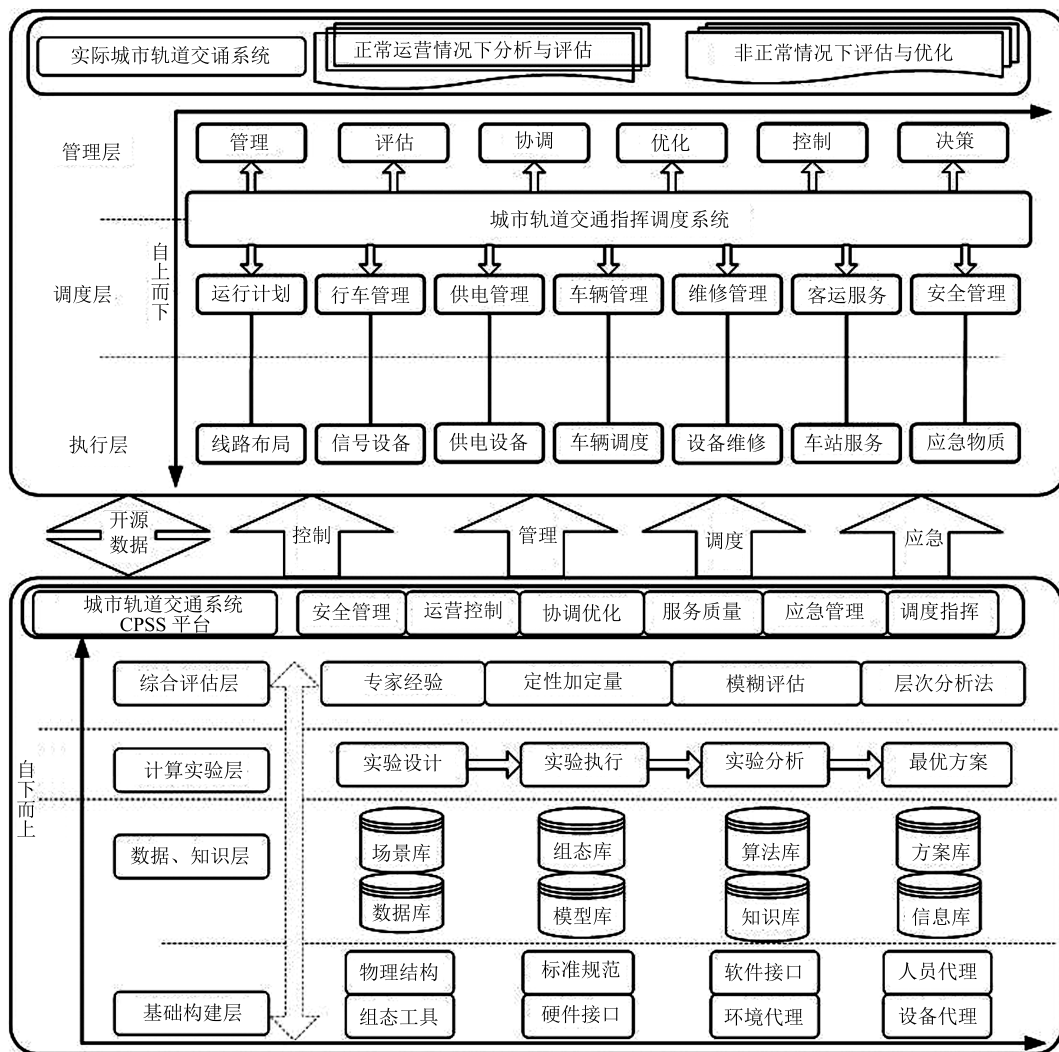 实际城市轨道交通系统
正常运营情况下分析与评估
非正常情况下评估与优化
管理层
管理
评估
协调
优化
控制
决策
城市轨道交通指挥调度系统
自上而下
调度层
运行计划
行车管理
供电管理
车辆管理
维修管理
客运服务
安全管理
执行层
线路布局
信号设备
供电设备
车辆调度
设备维修
车站服务
应急物质
开源
数据
控制
管理
调度
应急
城市轨道交通系统
CPSS 平台
安全管理
运营控制
协调优化
服务质量
应急管理
调度指挥
自下而上
综合评估层
专家经验
定性加定量
模糊评估
层次分析法
计算实验层
实验设计
实验执行
实验分析
最优方案
数据、知识层
场景库
组态库
算法库
方案库
数据库
模型库
知识库
信息库
基础构建层
物理结构
标准规范
软件接口
人员代理
组态工具
硬件接口
环境代理
设备代理